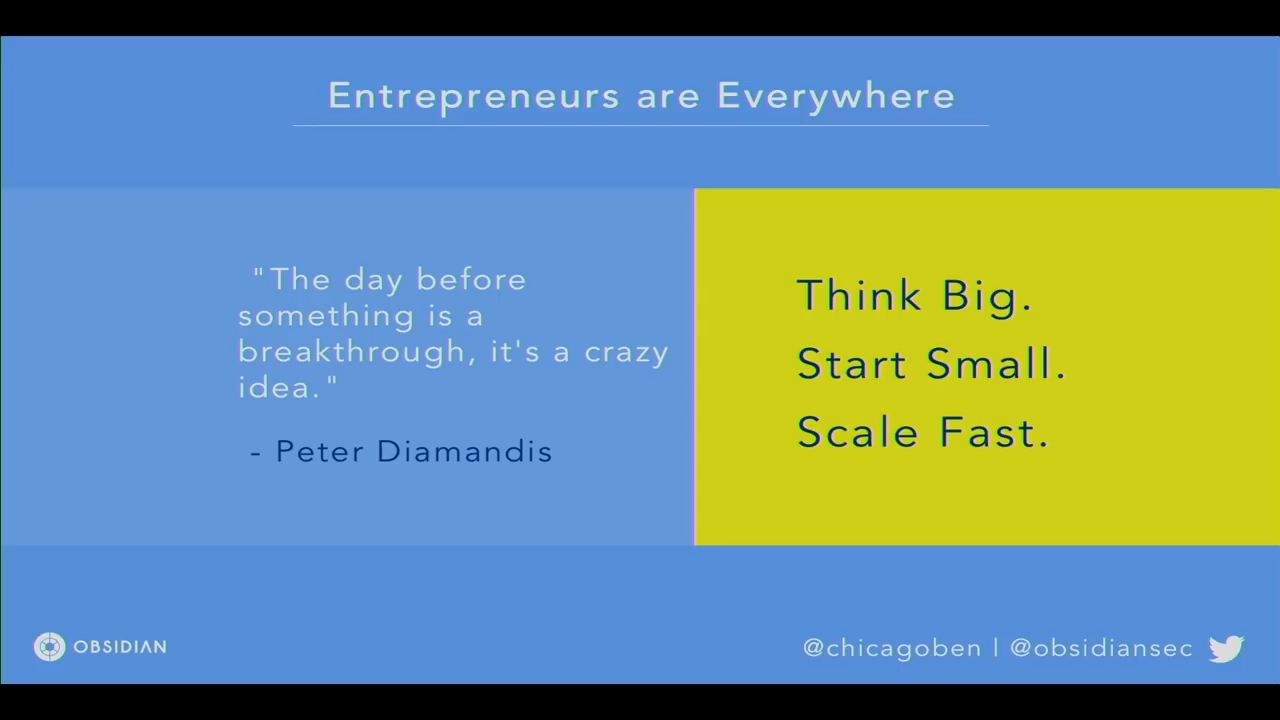 Entrepreneurs are Everywhere
"The day before
something is a
breakthrough, it's a crazy
idea."
- Peter Diamandis
Think Big.
Start Small.
Scale Fast.
OBSIDIAN
@chicagoben | @obsidiansec